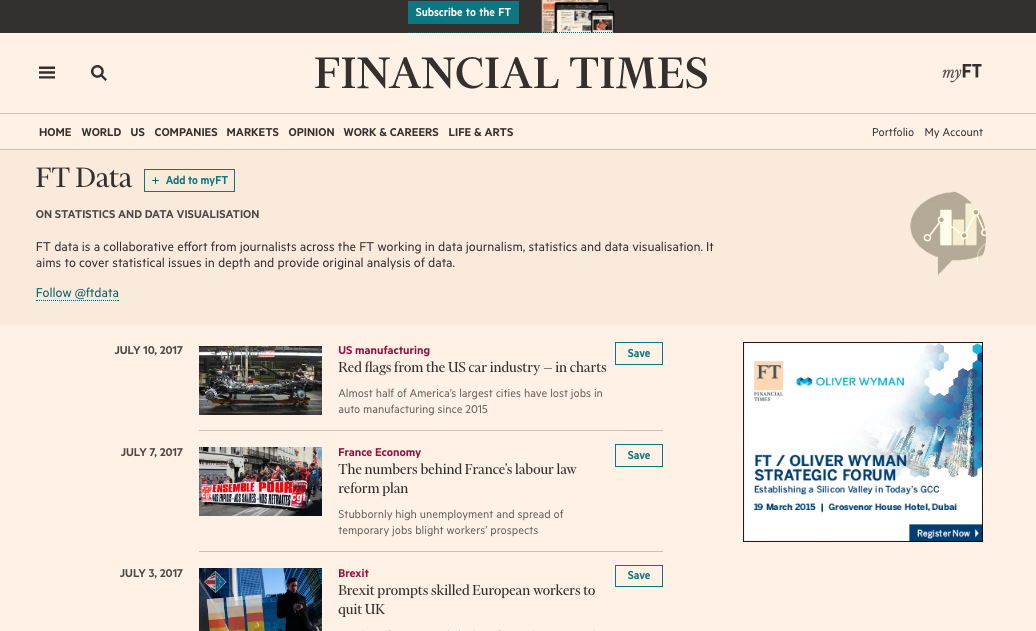 Subscribe to the FT
FINANCIAL TIMES
myFT
HOME WORLD US COMPANIES MARKETS OPINION WORK & CAREERS LIFE & ARTS
Portfolio My Account
FT Data
+ Add to myFT
ON STATISTICS AND DATA VISUALISATION
FT data is a collaborative effort from journalists across the FT working in data journalism, statistics and data visualisation. It
aims to cover statistical issues in depth and provide original analysis of data.
Follow @ftdata
JULY 10, 2017
US manufacturing
Save
Red flags from the US car industry – in charts
Almost half of America's largest cities have lost jobs in
auto manufacturing since 2015
JULY 7, 2017
France Economy
Save
The numbers behind France's labour law
reform plan
Stubbornly high unemployment and spread of
temporary jobs blight workers' prospects
ENSEMBLE POUR
JULY 3, 2017
Brexit
Save
Brexit prompts skilled European workers to
quit UK
FT
FINANCIAL
TIMES
OLIVER WYMAN
FT / OLIVER WYMAN
STRATEGIC FORUM
Establishing a Silicon Valley in Today's GCC
19 March 2015 | Grosvenor House Hotel, Dubai
Register Now